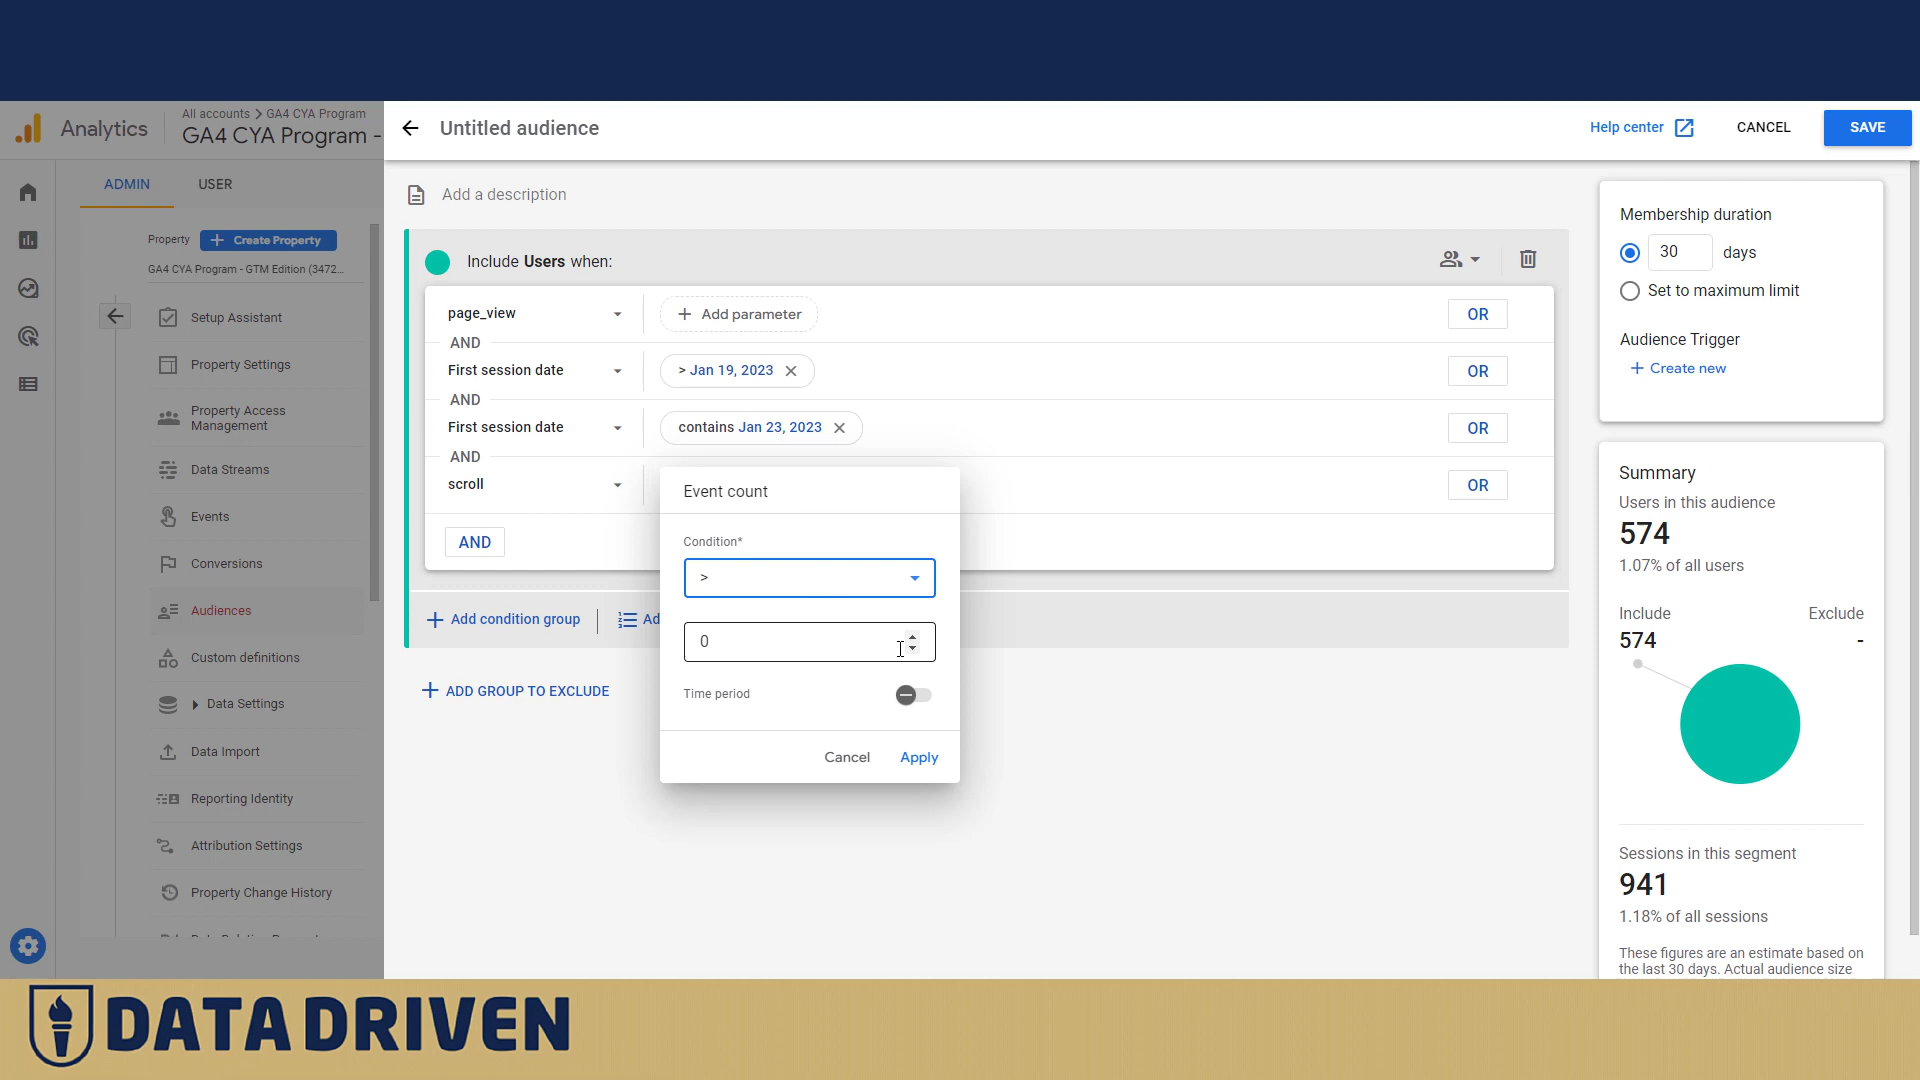 Analytics
All accounts > GA4 CYA Program
GA4 CYA Program -
Untitled audience
Help center
CANCEL
SAVE
ADMIN
USER
Property
Create Property
GA4 CYA Program - GTM Edition (3472...
Setup Assistant
Property Settings
Property Access
Management
Data Streams
Events
Conversions
Audiences
Custom definitions
Data Settings
Data Import
Reporting Identity
Attribution Settings
Property Change History
Add a description
Include Users when:
page_view
Add parameter
OR
AND
First session date
> Jan 19, 2023
OR
AND
First session date
contains Jan 23, 2023
OR
AND
scroll
OR
AND
Event count
Condition*
>
0
Time period
Cancel
Apply
Add condition group
Ad
ADD GROUP TO EXCLUDE
Membership duration
30
days
Set to maximum limit
Audience Trigger
Create new
Summary
Users in this audience
574
1.07% of all users
Include
Exclude
574
-
Sessions in this segment
941
1.18% of all sessions
These figures are an estimate based on
the last 30 days. Actual audience size
DATA DRIVEN